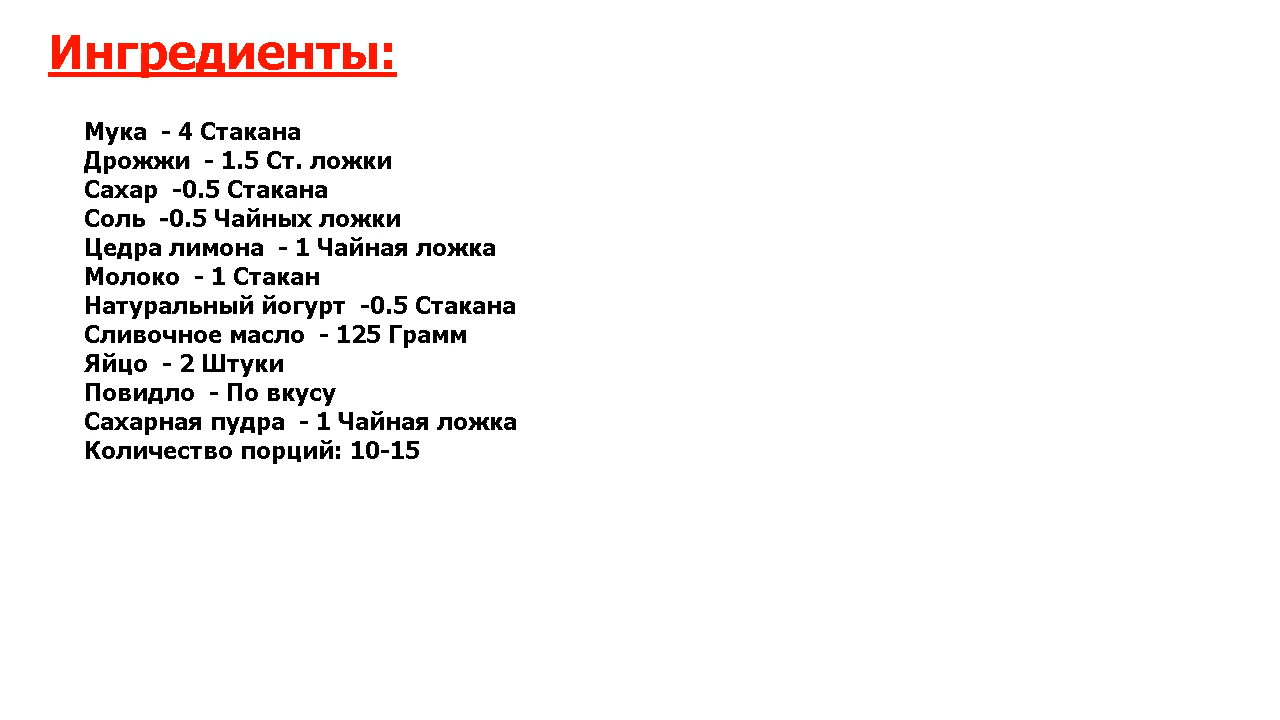 Ингредиенты:
Мука  - 4 Стакана
Дрожжи  - 1.5 Ст. ложки
Сахар  -0.5 Стакана
Соль  -0.5 Чайных ложки
Цедра лимона  - 1 Чайная ложка
Молоко  - 1 Стакан
Натуральный йогурт  -0.5 Стакана
Сливочное масло  - 125 Грамм
Яйцо  - 2 Штуки
Повидло  - По вкусу
Сахарная пудра  - 1 Чайная ложка
Количество порций: 10-15